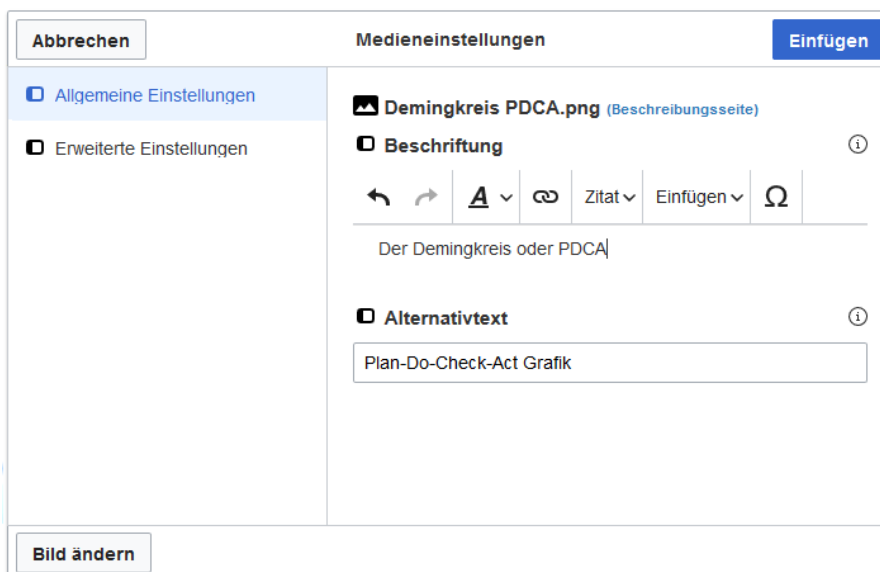 Abbrechen Medieneinstellungen Einfügen
Allgemeine Einstellungen
Erweiterte Einstellungen
Demingkreis PDCA.png (Beschreibungsseite)
Beschriftung
A Zitat Einfügen Ω
Der Demingkreis oder PDCA
Alternativtext
Plan-Do-Check-Act Grafik
Bild ändern